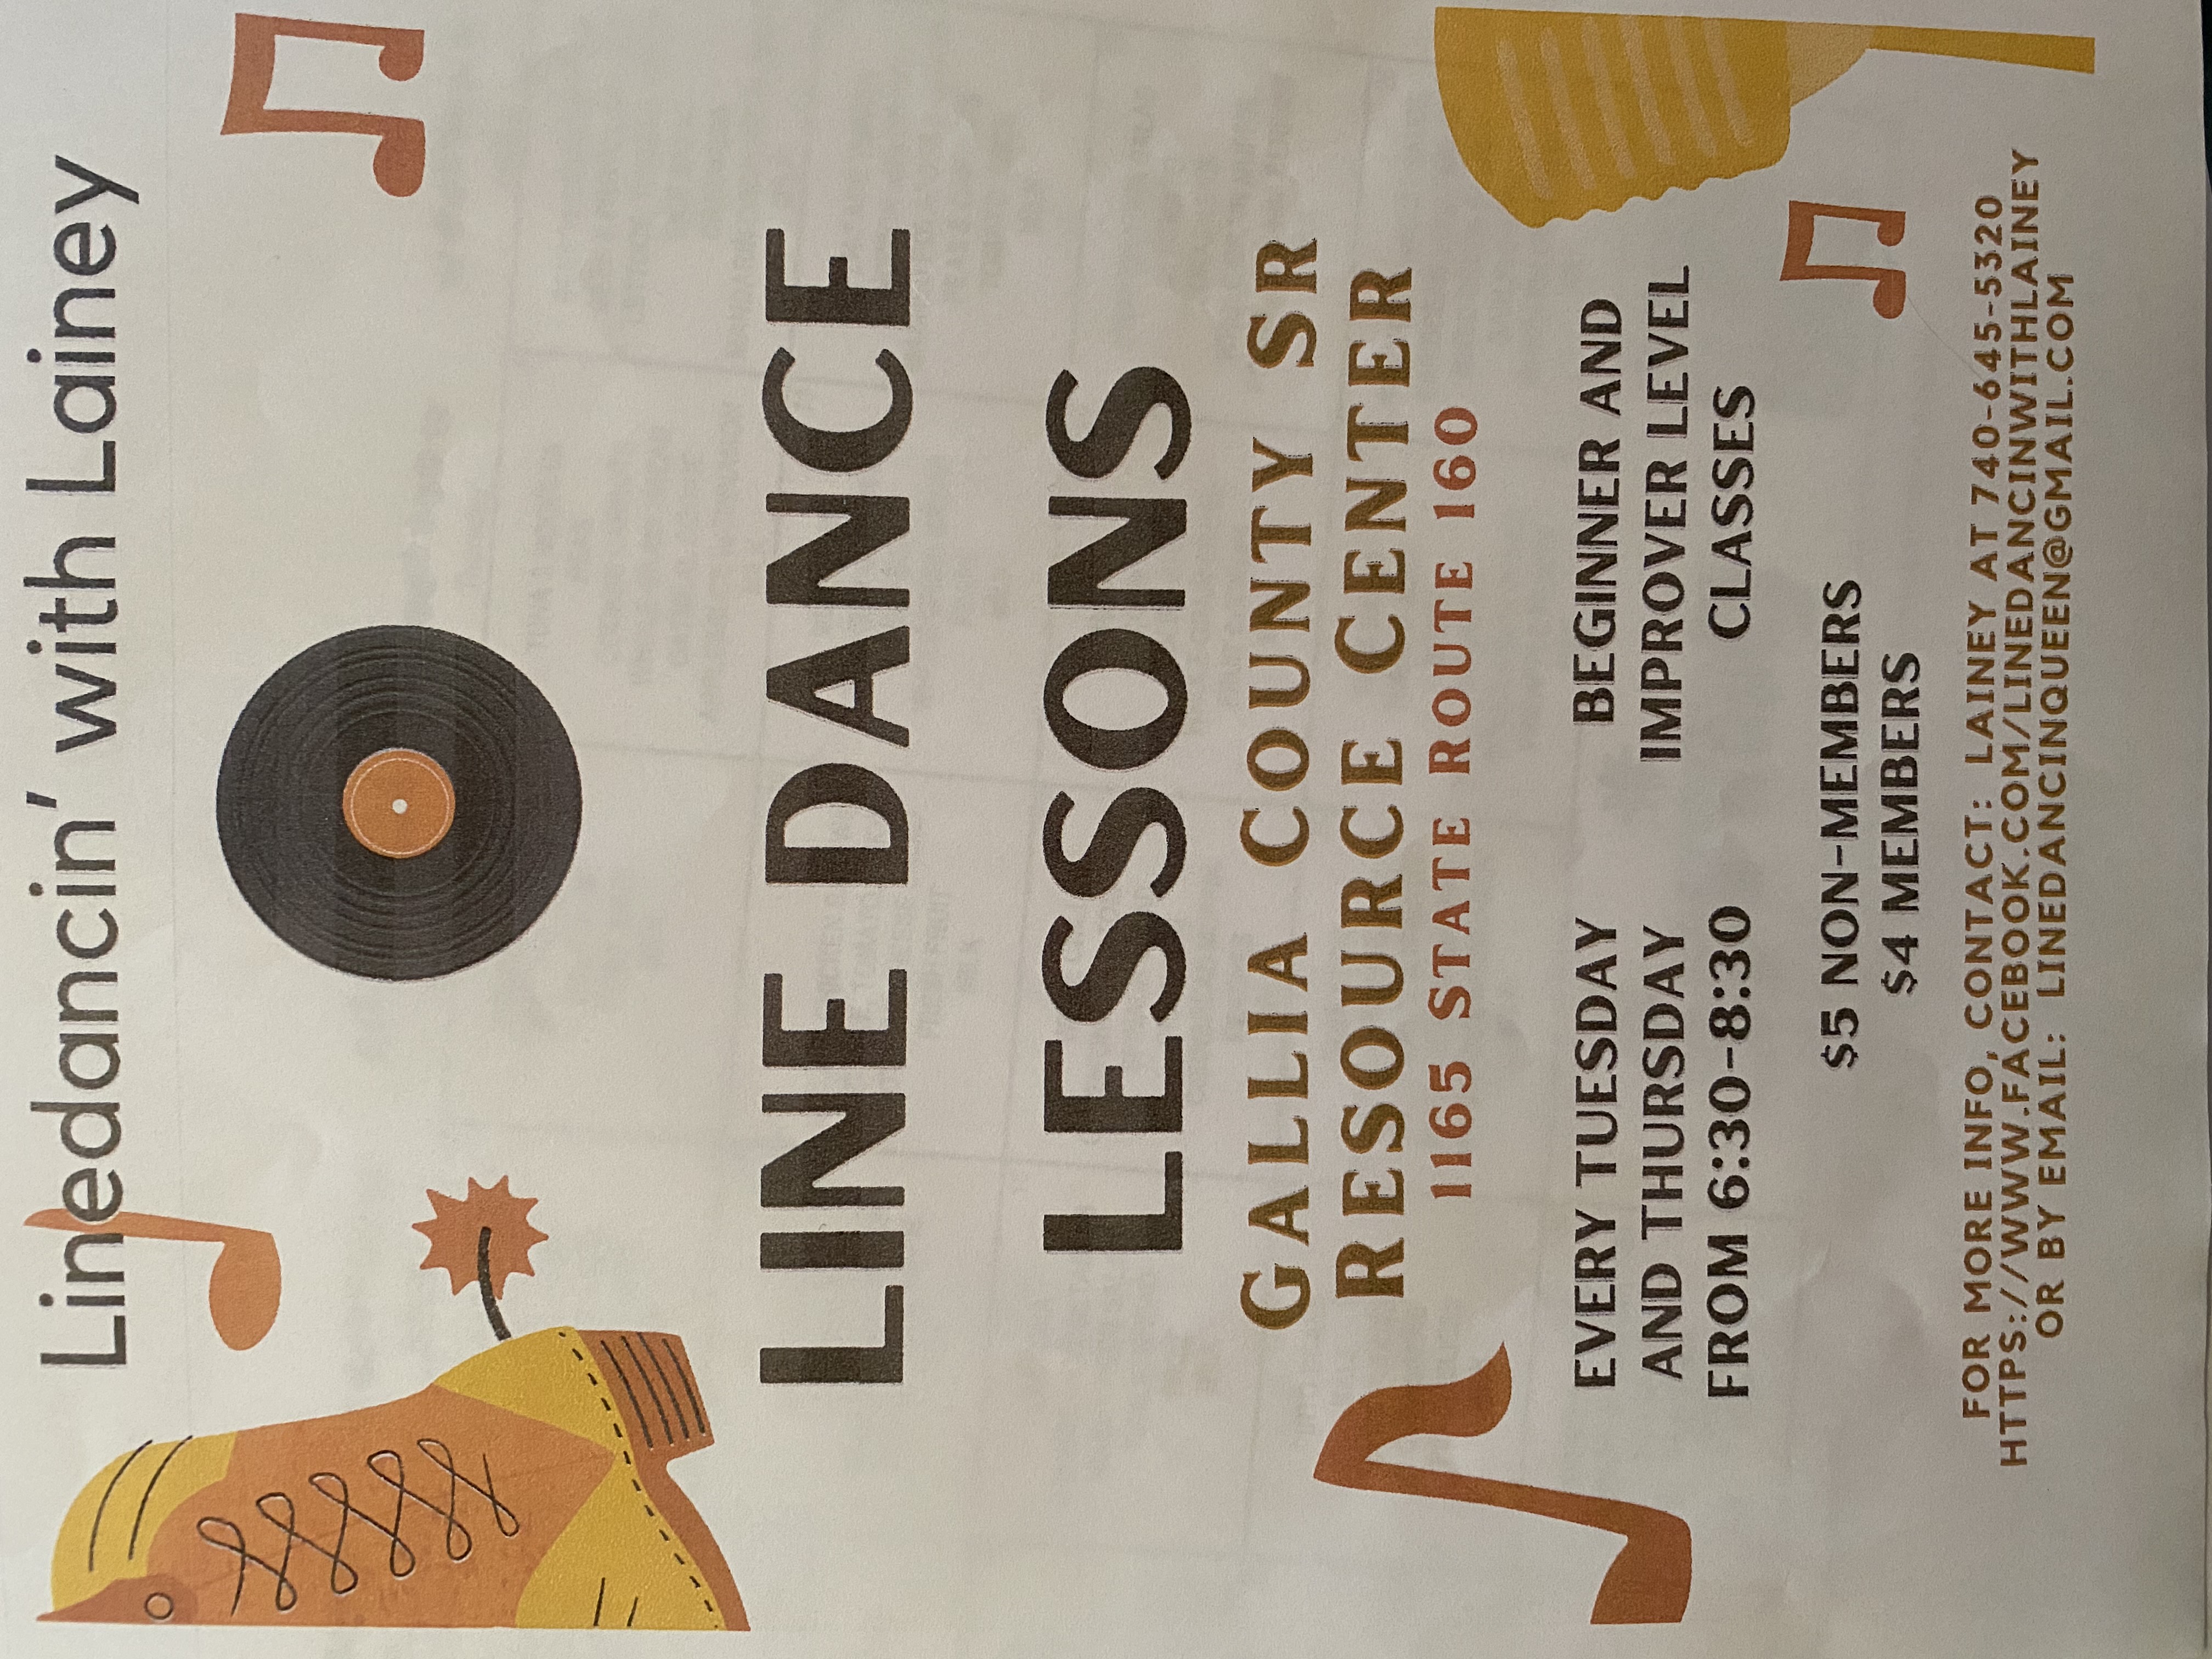 Linedancin' with Lainey
LINE DANCE
LESSONS
GALLIA COUNTY SR
RESOURCE CENTER
1165 STATE ROUTE 160
EVERY TUESDAY
AND THURSDAY
FROM 6:30-8:30
BEGINNER AND
IMPROVER LEVEL
CLASSES
$5 NON-MEMBERS
$4 MEMBERS
FOR MORE INFO, CONTACT: LAINEY AT 740-645-5320
HTTPS://WWW.FACEBOOK.COM/LINEDANCINWITHLAINEY
OR BY EMAIL: LINEDANCINQUEEN@GMAIL.COM